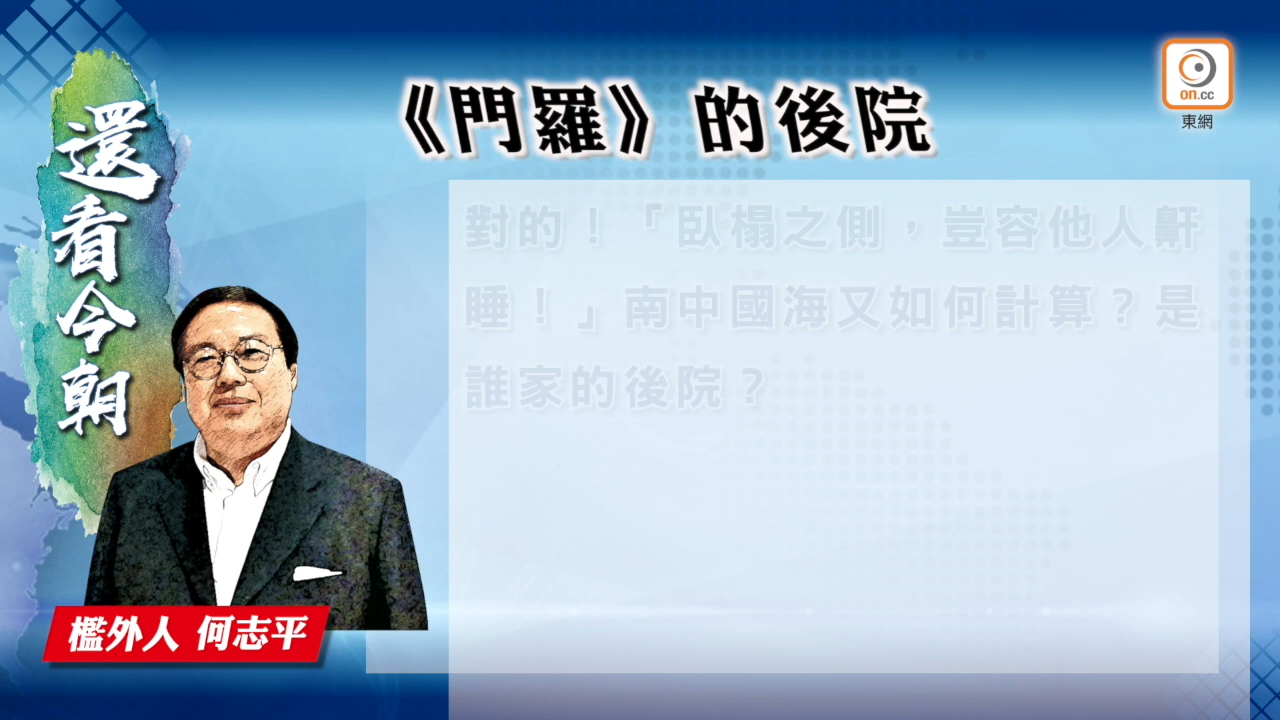 《門羅》的後院
on.cc
東網
還看今朝
對的！「臥榻之側，豈容他人鼾
睡！」南中國海又如何計算？是
誰家的後院？
檻外人 何志平